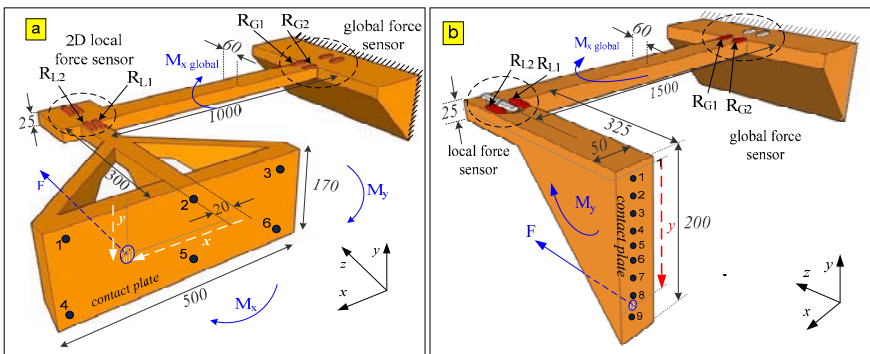 a
2D local
force sensor
R_L2
R_L1
R_G1
R_G2
global force
sensor
60
M_x global
1000
25
300
F
y
x
20
170
M_y
1
2
3
4
5
6
contact plate
500
M_x
y
z
x
b
R_L2
R_L1
M_x global
60
R_G1
R_G2
1500
325
25
50
local force
sensor
global force
sensor
1
1
2
3
4
5
6
7
8
9
M_y
F
contact plate
y
200
-
y
z
x